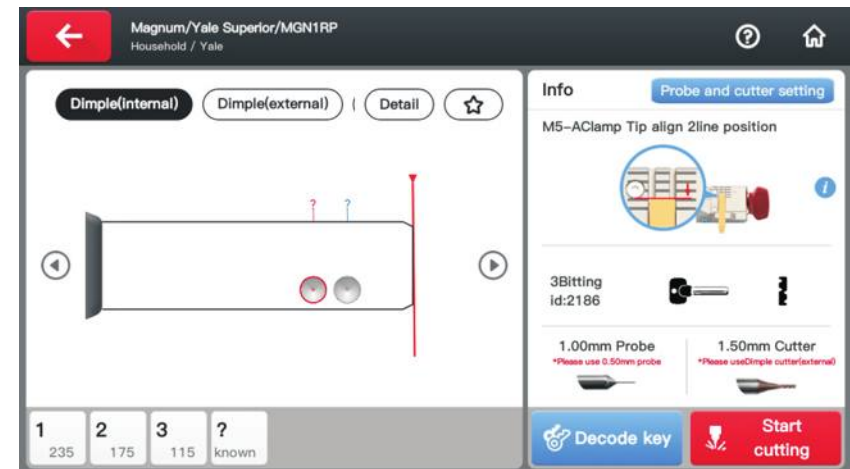 Magnum/Yale Superior/MGN1RP
Household / Yale
Dimple(internal)
Dimple(external)
(
Detail
? ?
1 235
2 175
3 115
? known
Info
Probe and cutter setting
M5-AClamp Tip align 2line position
3Bitting
id:2186
1.00mm Probe
*Please use 0.50mm probe
1.50mm Cutter
*Please useDimple cutter(external)
Decode key
Start
cutting